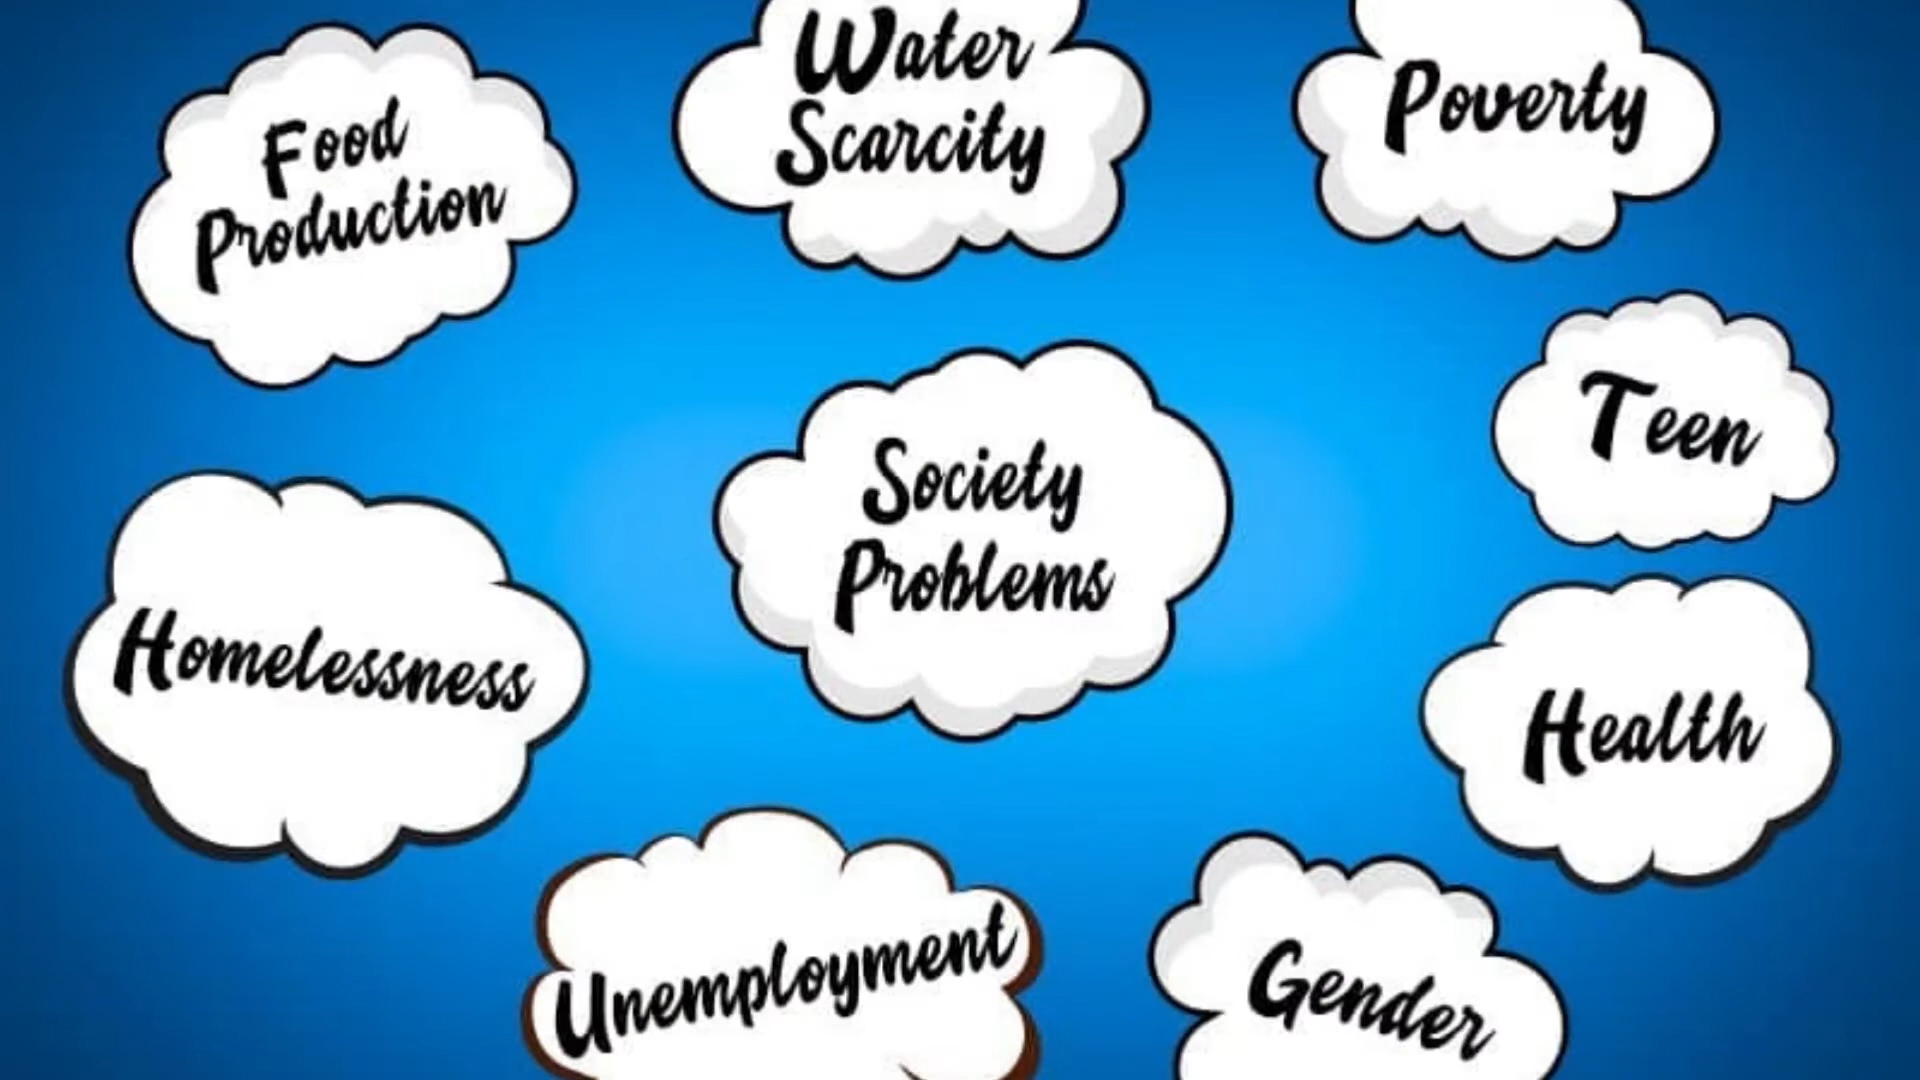 Food
Production
Water
Scarcity
Poverty
Teen
Society
Problems
Homelessness
Health
Unemployment
Gender